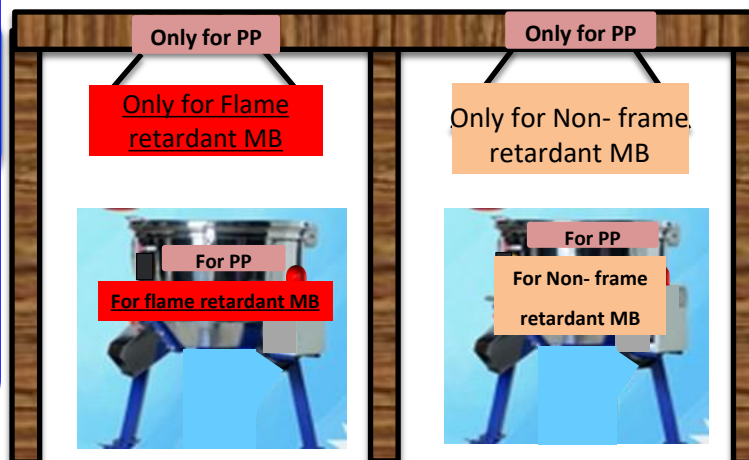 Only for PP
Only for Flame
retardant MB
For PP
For flame retardant MB
Only for PP
Only for Non- frame
retardant MB
For PP
For Non- frame
retardant MB